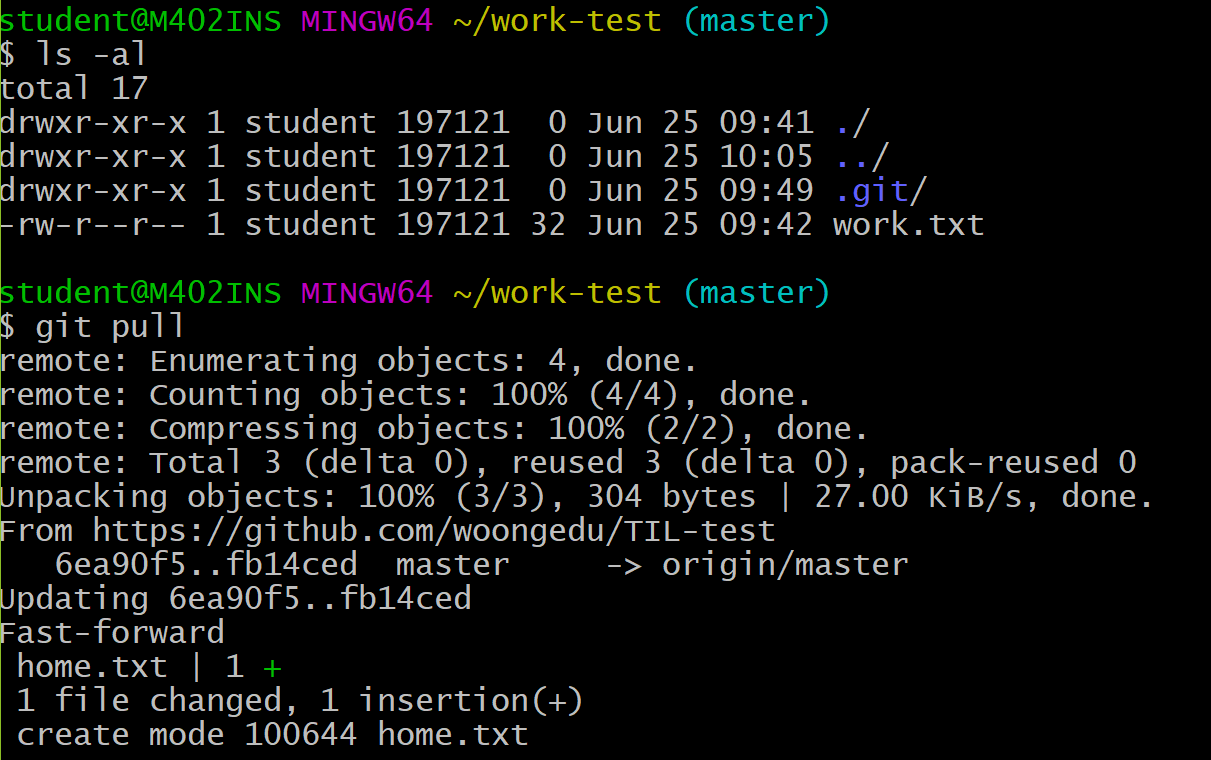 student@M402INS MINGW64 ~/work-test (master)
$ ls -al
total 17
drwxr-xr-x 1 student 197121  0 Jun 25 09:41 ./
drwxr-xr-x 1 student 197121  0 Jun 25 10:05 ../
drwxr-xr-x 1 student 197121  0 Jun 25 09:49 .git/
-rw-r--r-- 1 student 197121 32 Jun 25 09:42 work.txt
student@M402INS MINGW64 ~/work-test (master)
$ git pull
remote: Enumerating objects: 4, done.
remote: Counting objects: 100% (4/4), done.
remote: Compressing objects: 100% (2/2), done.
remote: Total 3 (delta 0), reused 3 (delta 0), pack-reused 0
Unpacking objects: 100% (3/3), 304 bytes | 27.00 KiB/s, done.
From https://github.com/woongedu/TIL-test
   6ea90f5..fb14ced  master     -> origin/master
Updating 6ea90f5..fb14ced
Fast-forward
 home.txt | 1 +
 1 file changed, 1 insertion(+)
 create mode 100644 home.txt